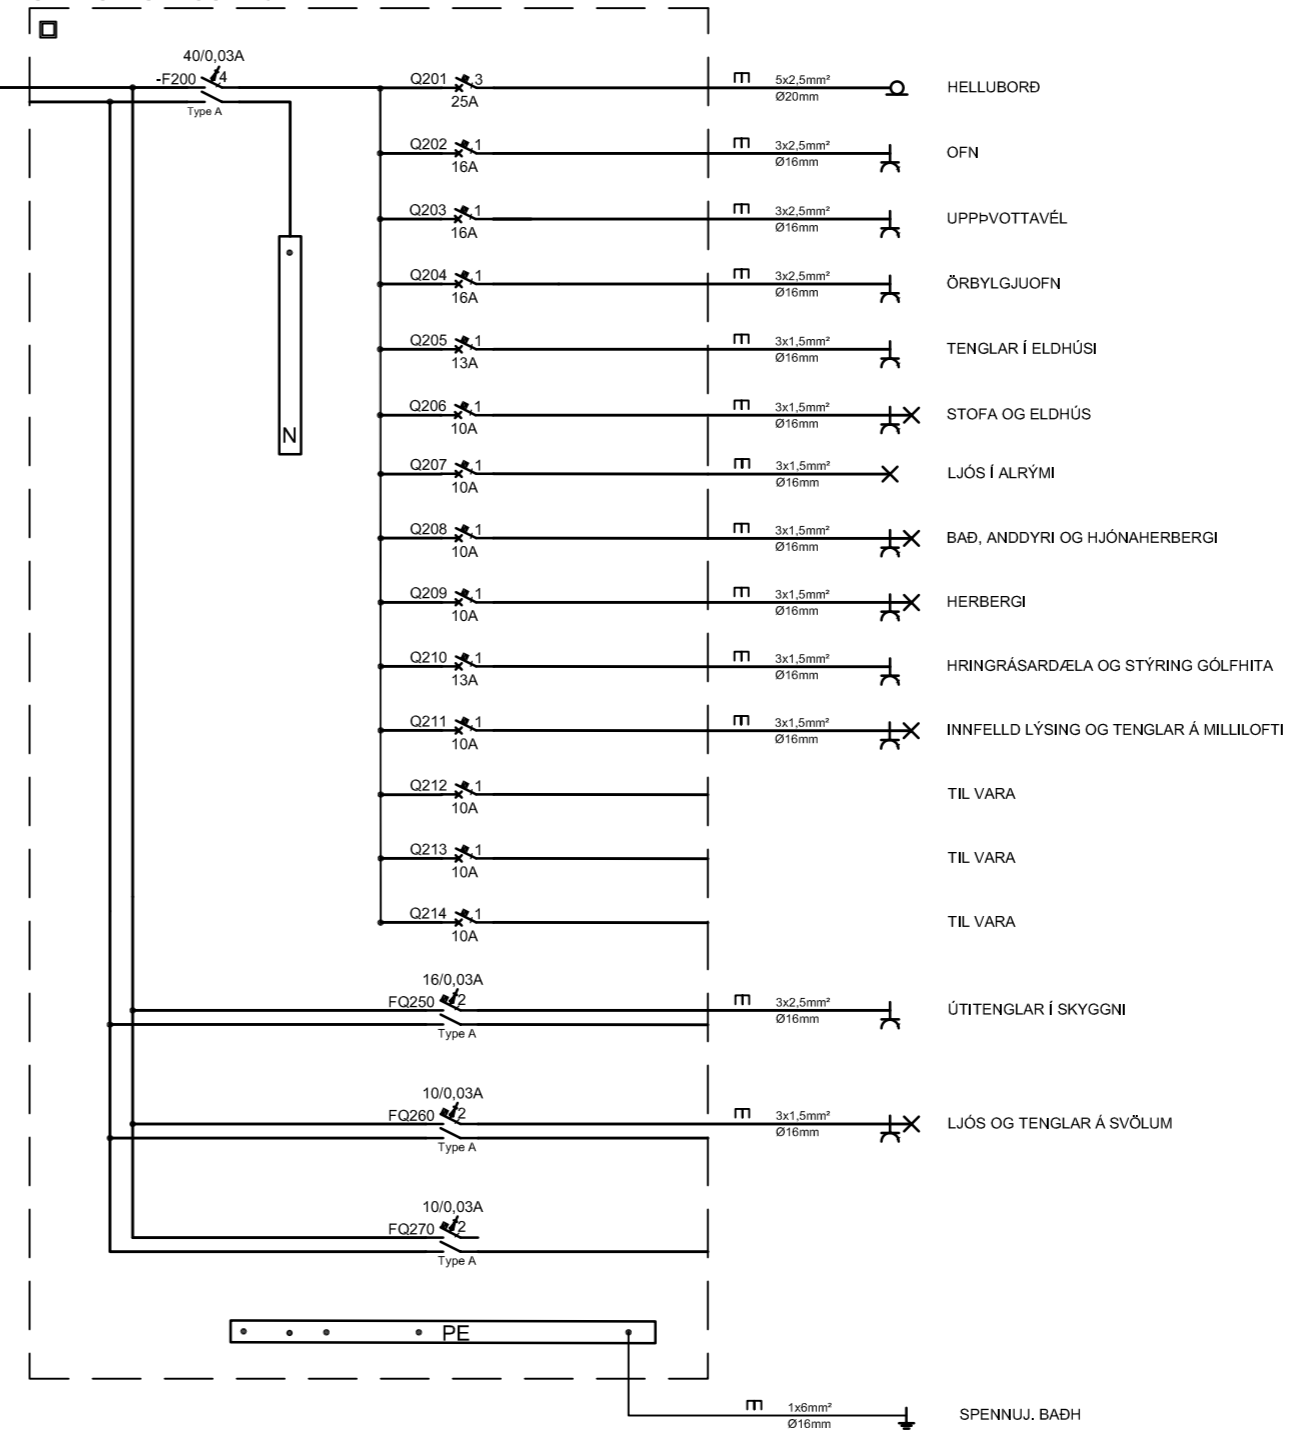 40/0,03A
-F200 4
Type A
N
Q201 3
25A
5x2,5mm²
Ø20mm
HELLUBORÐ
Q202 1
16A
3x2,5mm²
Ø16mm
OFN
Q203 1
16A
3x2,5mm²
Ø16mm
UPPÞVOTTAVÉL
Q204 1
16A
3x2,5mm²
Ø16mm
ÖRBYLGJUOFN
Q205 1
13A
3x1,5mm²
Ø16mm
TENGLAR Í ELDHÚSI
Q206 1
10A
3x1,5mm²
Ø16mm
STOFA OG ELDHÚS
Q207 1
10A
3x1,5mm²
Ø16mm
LJÓS Í ALRÝMI
Q208 1
10A
3x1,5mm²
Ø16mm
BAÐ, ANDDYRI OG HJÓNAHERBERGI
Q209 1
10A
3x1,5mm²
Ø16mm
HERBERGI
Q210 1
13A
3x1,5mm²
Ø16mm
HRINGRÁSARDÆLA OG STÝRING GÓLFHITA
Q211 1
10A
3x1,5mm²
Ø16mm
INNFELLD LÝSING OG TENGLAR Á MILLILOFTI
Q212 1
10A
TIL VARA
Q213 1
10A
TIL VARA
Q214 1
10A
TIL VARA
16/0,03A
FQ250 2
Type A
3x2,5mm²
Ø16mm
ÚTITENGLAR Í SKYGGNI
10/0,03A
FQ260 2
Type A
3x1,5mm²
Ø16mm
LJÓS OG TENGLAR Á SVÖLUM
10/0,03A
FQ270 2
Type A
PE
1x6mm²
Ø16mm
SPENNUJ. BAÐH